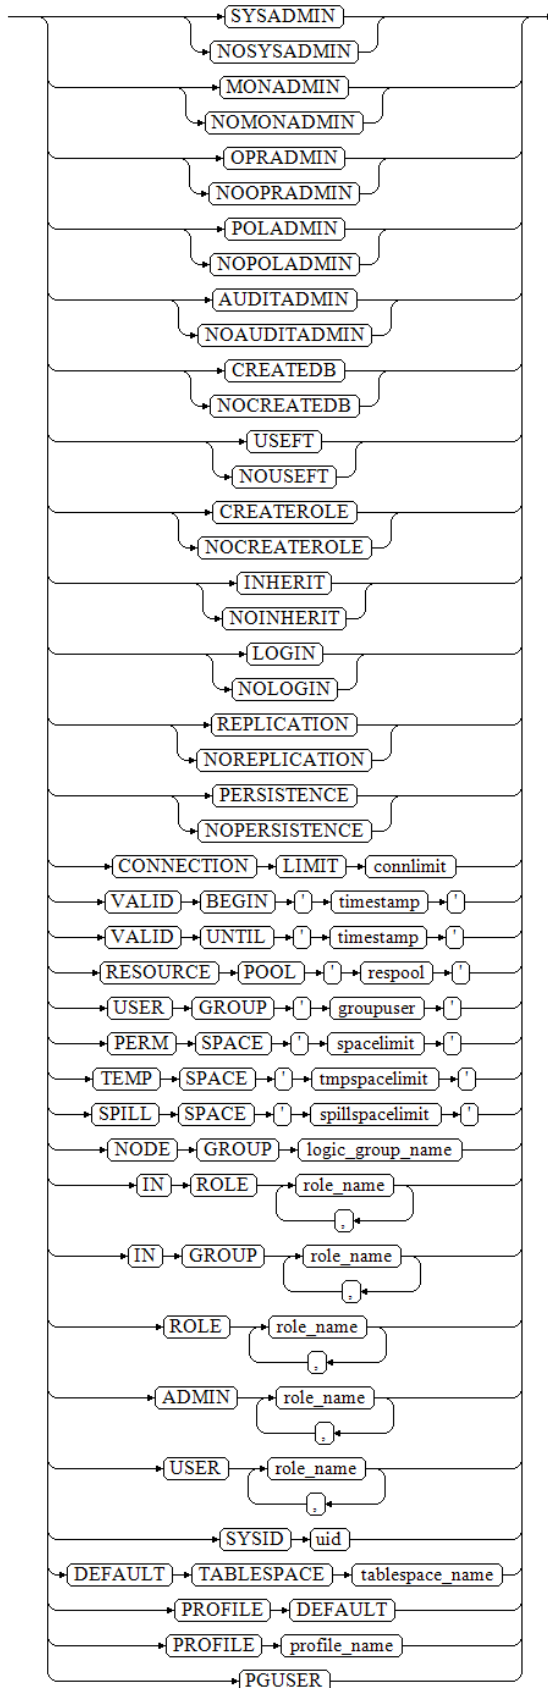 SYSADMIN
NOSYSADMIN
MONADMIN
NOMONADMIN
OPRADMIN
NOOPRADMIN
POLADMIN
NOPOLADMIN
AUDITADMIN
NOAUDITADMIN
CREATEDB
NOCREATEDB
USEFT
NOUSEFT
CREATEROLE
NOCREATEROLE
INHERIT
NOINHERIT
LOGIN
NOLOGIN
REPLICATION
NOREPLICATION
PERSISTENCE
NOPERSISTENCE
CONNECTION LIMIT connlimit
VALID BEGIN ' timestamp '
VALID UNTIL ' timestamp '
RESOURCE POOL ' respool '
USER GROUP ' groupuser '
PERM SPACE ' spacelimit '
TEMP SPACE ' tmpspacelimit '
SPILL SPACE ' spillspacelimit '
NODE GROUP logic_group_name
IN ROLE role_name
,
IN GROUP role_name
,
ROLE role_name
,
ADMIN role_name
,
USER role_name
,
SYSID uid
DEFAULT TABLESPACE tablespace_name
PROFILE DEFAULT
PROFILE profile_name
PGUSER